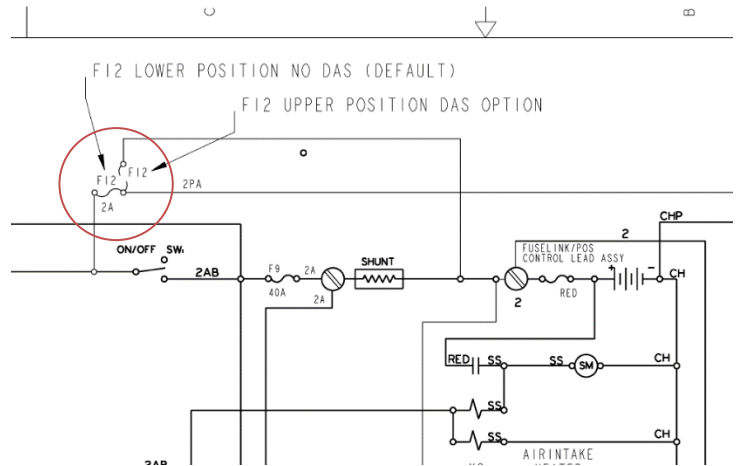 C
B
F12 LOWER POSITION NO DAS (DEFAULT)
F12 UPPER POSITION DAS OPTION
F12
F12
2PA
2A
CHP
2
ON/OFF SW1
FUSELINK/POS
CONTROL LEAD ASSY
SHUNT
2AB
F9
2A
+
-
CH
40A
2A
2
RED
RED
SS
SS
SM
CH
SS
SS
CH
AIRINTAKE